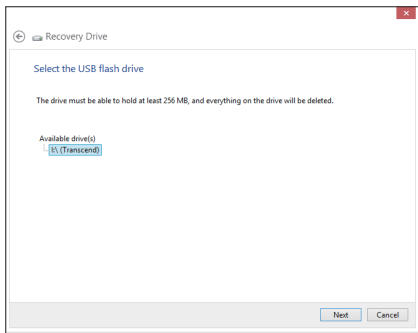 Recovery Drive
Select the USB flash drive
The drive must be able to hold at least 256 MB, and everything on the drive will be deleted.
Available drive(s)
I:\ (Transcend)
Next Cancel